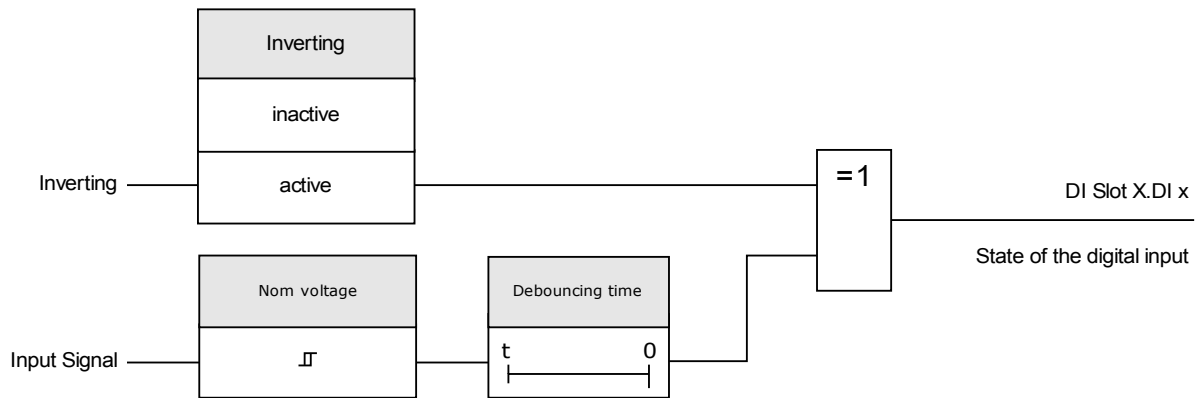 Inverting
inactive
Inverting
active
=1
DI Slot X.DI x
State of the digital input
Nom voltage
Debouncing time
Input Signal
t
0